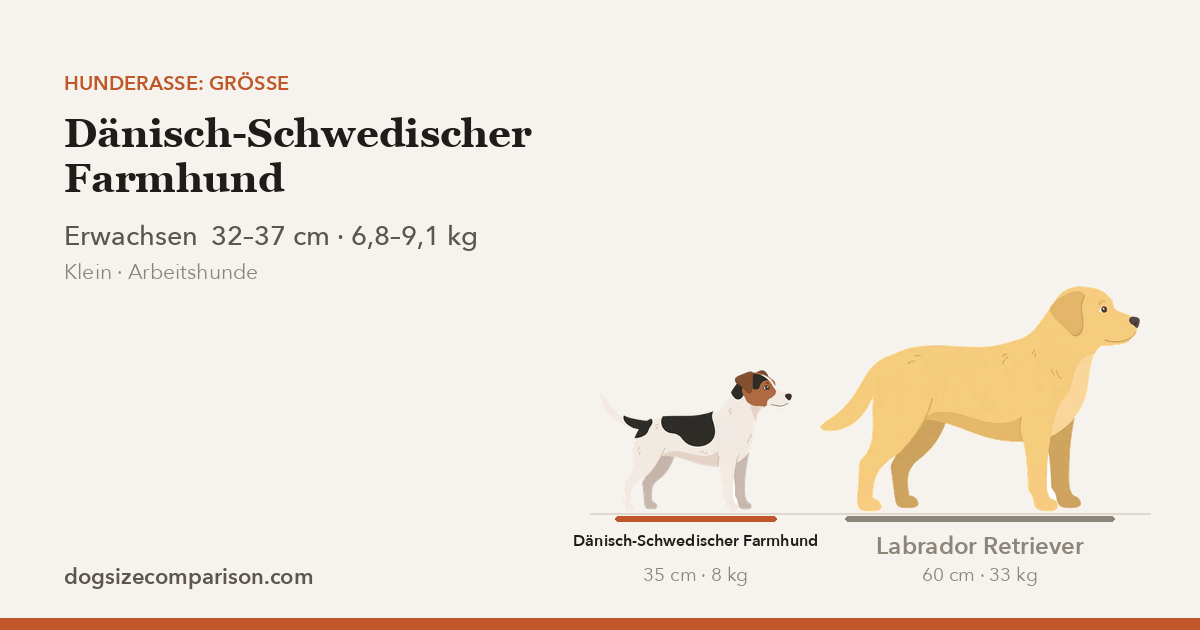 HUNDERASSE: GRÖSSE
Dänisch-Schwedischer
Farmhund
Erwachsen 32–37 cm · 6,8–9,1 kg
Klein · Arbeitshunde
Dänisch-Schwedischer Farmhund
35 cm · 8 kg
Labrador Retriever
60 cm · 33 kg
dogsizecomparison.com